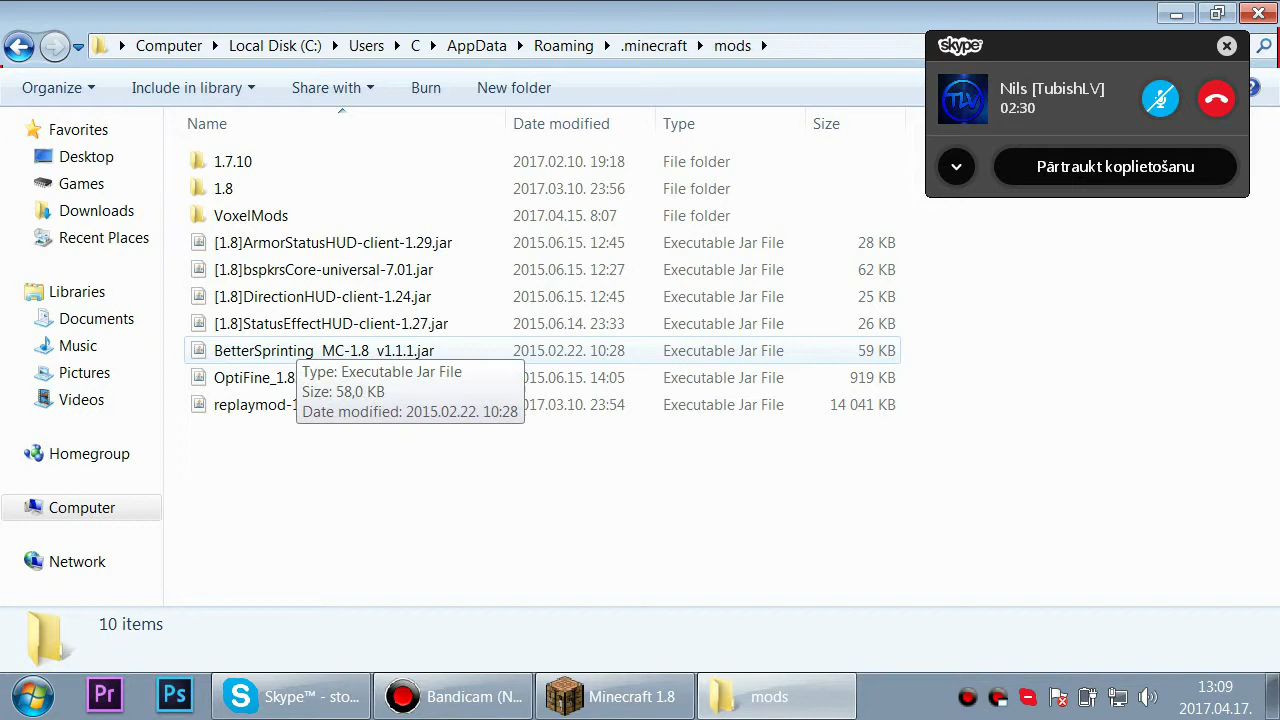 Computer Local Disk (C:) Users C AppData Roaming .minecraft mods
Organize Include in library Share with Burn New folder
skype
Nils [TubishLV]
02:30
Pārtraukt koplietošanu
Favorites
Desktop
Games
Downloads
Recent Places
Libraries
Documents
Music
Pictures
Videos
Homegroup
Computer
Network
Name Date modified Type Size
1.7.10 2017.02.10. 19:18 File folder
1.8 2017.03.10. 23:56 File folder
VoxelMods 2017.04.15. 8:07 File folder
[1.8]ArmorStatusHUD-client-1.29.jar 2015.06.15. 12:45 Executable Jar File 28 KB
[1.8]bspkrsCore-universal-7.01.jar 2015.06.15. 12:27 Executable Jar File 62 KB
[1.8]DirectionHUD-client-1.24.jar 2015.06.15. 12:45 Executable Jar File 25 KB
[1.8]StatusEffectHUD-client-1.27.jar 2015.06.14. 23:33 Executable Jar File 26 KB
BetterSprinting MC-1.8 v1.1.1.jar 2015.02.22. 10:28 Executable Jar File 59 KB
OptiFine_1.8 015.06.15. 14:05 Executable Jar File 919 KB
replaymod-1 017.03.10. 23:54 Executable Jar File 14 041 KB
Type: Executable Jar File
Size: 58,0 KB
Date modified: 2015.02.22. 10:28
10 items
Pr Ps Skype™ - sto... Bandicam (N... Minecraft 1.8 mods
13:09
2017.04.17.